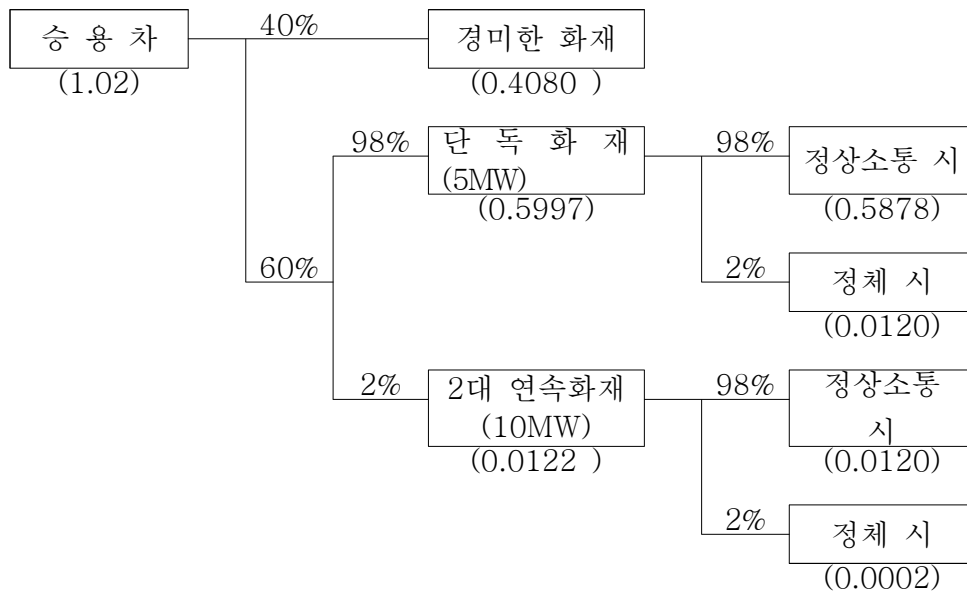 승 용 차
(1.02)
40%
경미한 화재
(0.4080 )
60%
98%
단 독 화 재
(5MW)
(0.5997)
98%
정상소통 시
(0.5878)
2%
정체 시
(0.0120)
2%
2대 연속화재
(10MW)
(0.0122 )
98%
정상소통
시
(0.0120)
2%
정체 시
(0.0002)